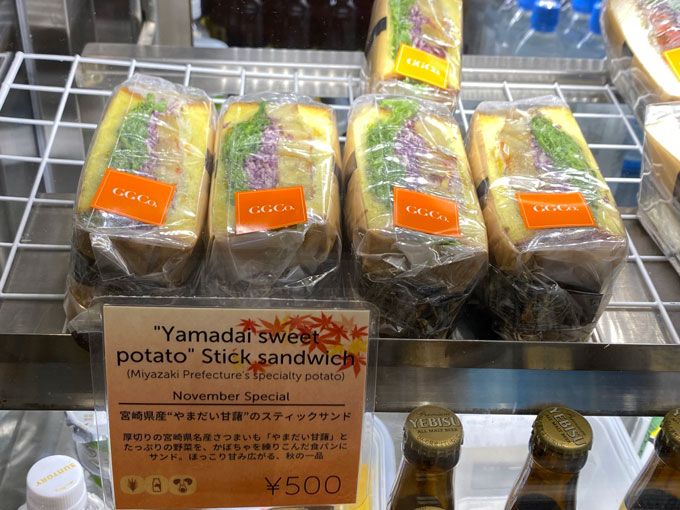 GGCo.
GGCo.
GGCo.
GGCo.
GGCo.
"Yamadai sweet
potato" Stick sandwich
(Miyazaki Prefecture's specialty potato)
November Special
宮崎県産“やまだい甘藷”のスティックサンド
厚切りの宮崎県名産さつまいも「やまだい甘藷」と
たっぷりの野菜を、かぼちゃを練りこんだ食パンに
サンド。ほっこり甘み広がる、秋の一品
¥500
SUNTORY
Premium
YEBISU
ALL MALT BEER
YEBISU